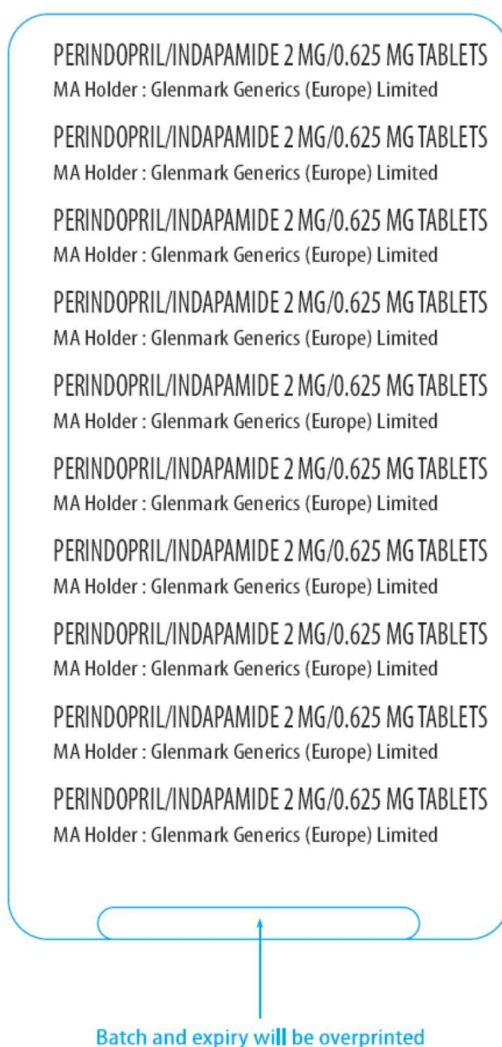 PERINDOPRIL/INDAPAMIDE 2 MG/0.625 MG TABLETS
MA Holder : Glenmark Generics (Europe) Limited
PERINDOPRIL/INDAPAMIDE 2 MG/0.625 MG TABLETS
MA Holder : Glenmark Generics (Europe) Limited
PERINDOPRIL/INDAPAMIDE 2 MG/0.625 MG TABLETS
MA Holder : Glenmark Generics (Europe) Limited
PERINDOPRIL/INDAPAMIDE 2 MG/0.625 MG TABLETS
MA Holder : Glenmark Generics (Europe) Limited
PERINDOPRIL/INDAPAMIDE 2 MG/0.625 MG TABLETS
MA Holder : Glenmark Generics (Europe) Limited
PERINDOPRIL/INDAPAMIDE 2 MG/0.625 MG TABLETS
MA Holder : Glenmark Generics (Europe) Limited
PERINDOPRIL/INDAPAMIDE 2 MG/0.625 MG TABLETS
MA Holder : Glenmark Generics (Europe) Limited
PERINDOPRIL/INDAPAMIDE 2 MG/0.625 MG TABLETS
MA Holder : Glenmark Generics (Europe) Limited
PERINDOPRIL/INDAPAMIDE 2 MG/0.625 MG TABLETS
MA Holder : Glenmark Generics (Europe) Limited
PERINDOPRIL/INDAPAMIDE 2 MG/0.625 MG TABLETS
MA Holder : Glenmark Generics (Europe) Limited
Batch and expiry will be overprinted